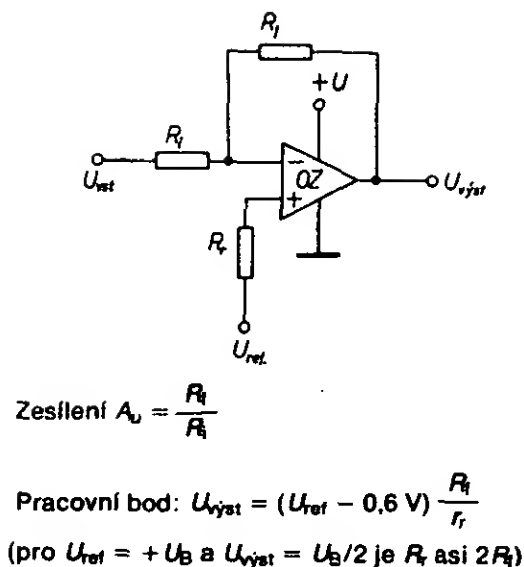 R_f
+U
R_i
−
OZ
U_vst
+
U_výst
R_r
U_ref.
Zesílení A_u = R_f / R_i
Pracovní bod: U_výst = (U_ref − 0,6 V) R_f / r_r
(pro U_ref = + U_B a U_výst = U_B/2 je R_r asi 2R_f)